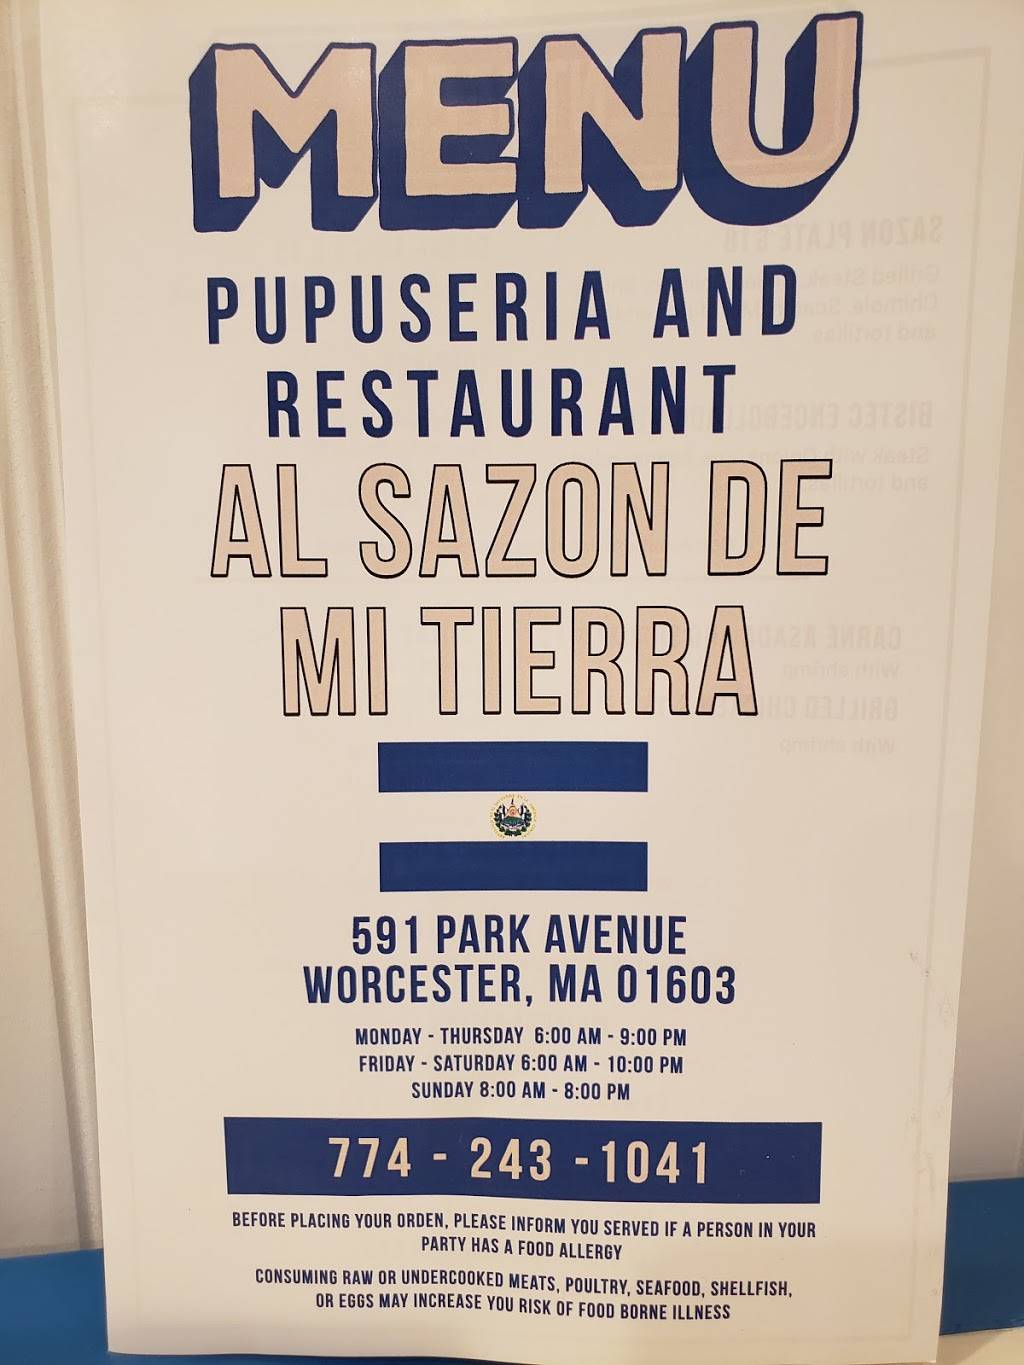 MENU
PUPUSERIA AND
RESTAURANT
AL SAZON DE
MI TIERRA
591 PARK AVENUE
WORCESTER, MA 01603
MONDAY - THURSDAY 6:00 AM - 9:00 PM
FRIDAY - SATURDAY 6:00 AM - 10:00 PM
SUNDAY 8:00 AM - 8:00 PM
774 - 243 - 1041
BEFORE PLACING YOUR ORDEN, PLEASE INFORM YOU SERVED IF A PERSON IN YOUR
PARTY HAS A FOOD ALLERGY
CONSUMING RAW OR UNDERCOOKED MEATS, POULTRY, SEAFOOD, SHELLFISH,
OR EGGS MAY INCREASE YOU RISK OF FOOD BORNE ILLNESS